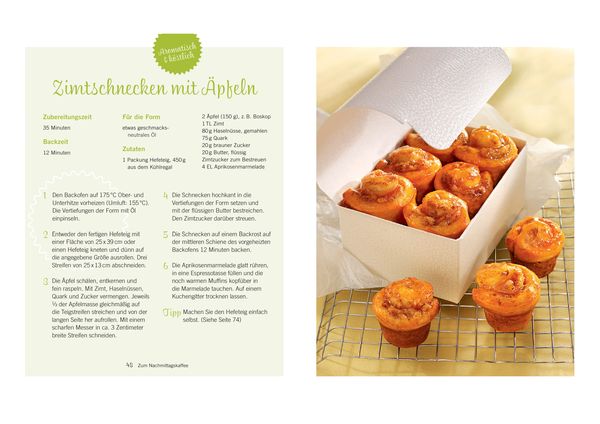 Aromatisch
& köstlich
Zimtschnecken mit Äpfeln
Zubereitungszeit
35 Minuten
Backzeit
12 Minuten
Für die Form
etwas geschmacks-
neutrales Öl
Zutaten
1 Packung Hefeteig, 450 g
aus dem Kühlregal
2 Äpfel (150 g), z. B. Boskop
1 TL Zimt
80 g Haselnüsse, gemahlen
75 g Quark
20 g brauner Zucker
20 g Butter, flüssig
Zimtzucker zum Bestreuen
4 EL Aprikosenmarmelade
1 Den Backofen auf 175 °C Ober- und
Unterhitze vorheizen (Umluft: 155 °C).
Die Vertiefungen der Form mit Öl
einpinseln.
2 Entweder den fertigen Hefeteig mit
einer Fläche von 25 x 39 cm oder
einen Hefeteig kneten und dünn auf
die angegebene Größe ausrollen. Drei
Streifen von 25 x 13 cm abschneiden.
3 Die Äpfel schälen, entkernen und
fein raspeln. Mit Zimt, Haselnüssen,
Quark und Zucker vermengen. Jeweils
⅓ der Apfelmasse gleichmäßig auf
die Teigstreifen streichen und von der
langen Seite her aufrollen. Mit einem
scharfen Messer in ca. 3 Zentimeter
breite Streifen schneiden.
4 Die Schnecken hochkant in die
Vertiefungen der Form setzen und
mit der flüssigen Butter bestreichen.
Den Zimtzucker darüber streuen.
5 Die Schnecken auf einem Backrost auf
der mittleren Schiene des vorgeheizten
Backofens 12 Minuten backen.
6 Die Aprikosenmarmelade glatt rühren,
in eine Espressotasse füllen und die
noch warmen Muffins kopfüber in
die Marmelade tauchen. Auf einem
Kuchengitter trocknen lassen.
Tipp Machen Sie den Hefeteig einfach
selbst. (Siehe Seite 74)
48 Zum Nachmittagskaffee